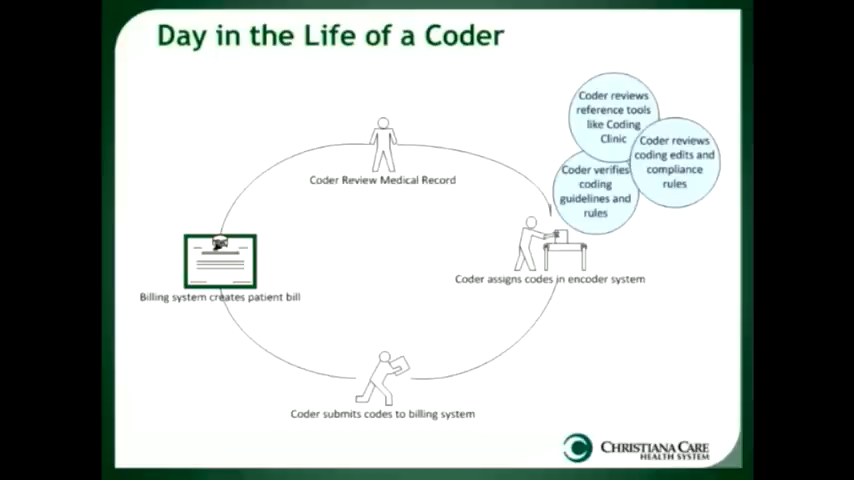 Day in the Life of a Coder
Coder reviews
reference tools
like Coding
Clinic
Coder reviews
coding edits and
compliance
rules
Coder verifies
coding
guidelines and
rules
Coder Review Medical Record
Coder assigns codes in encoder system
Billing system creates patient bill
Coder submits codes to billing system
CHRISTIANA CARE
HEALTH SYSTEM